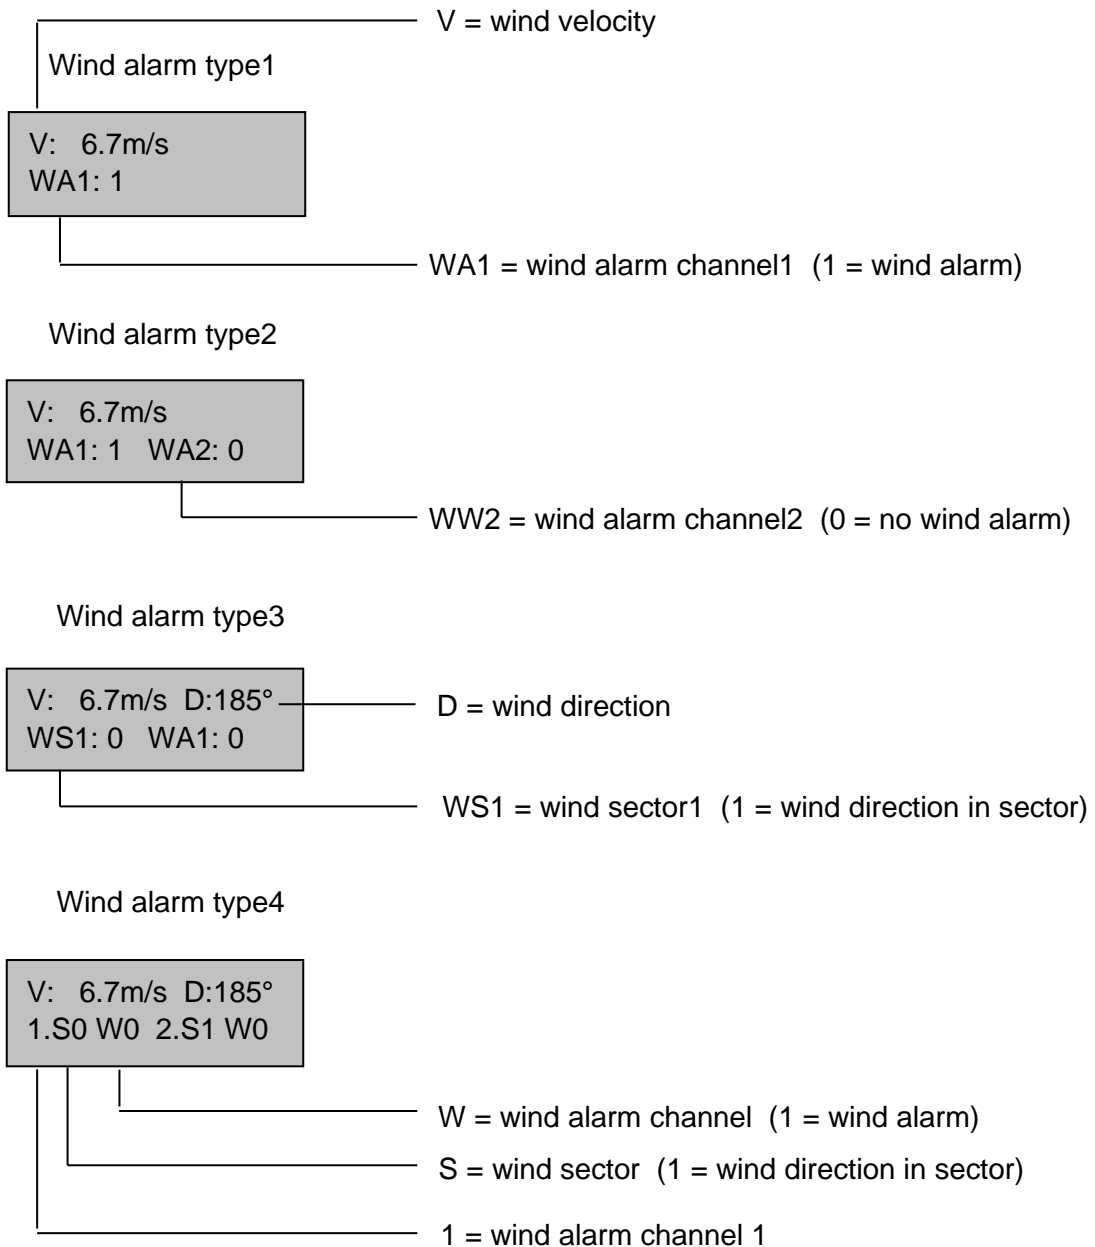 V = wind velocity
Wind alarm type1
V:   6.7m/s
WA1: 1
WA1 = wind alarm channel1  (1 = wind alarm)
Wind alarm type2
V:   6.7m/s
WA1: 1   WA2: 0
WW2 = wind alarm channel2  (0 = no wind alarm)
Wind alarm type3
V:   6.7m/s  D:185°
D = wind direction
WS1: 0   WA1: 0
WS1 = wind sector1  (1 = wind direction in sector)
Wind alarm type4
V:   6.7m/s  D:185°
1.S0 W0  2.S1 W0
W = wind alarm channel  (1 = wind alarm)
S = wind sector  (1 = wind direction in sector)
1 = wind alarm channel 1